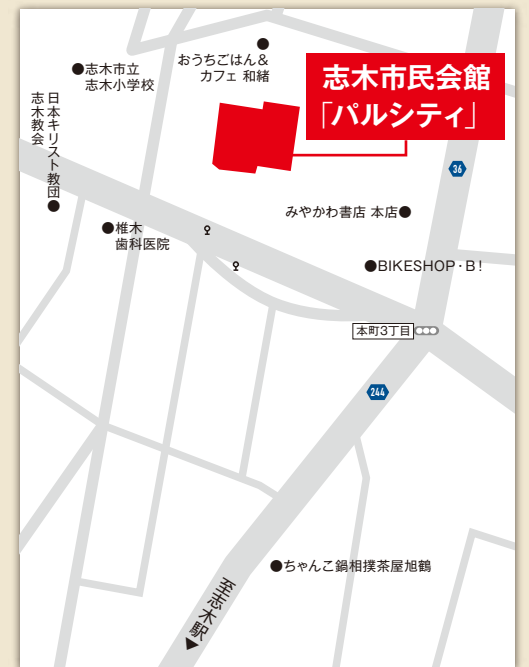 志木市民会館
「パルシティ」
おうちごはん&
カフェ 和緒
志木市立
志木小学校
日本キリスト教団
志木教会
36
みやかわ書店 本店
椎木
歯科医院
BIKESHOP・B!
本町3丁目
244
ちゃんこ鍋相撲茶屋旭鶴
至志木駅